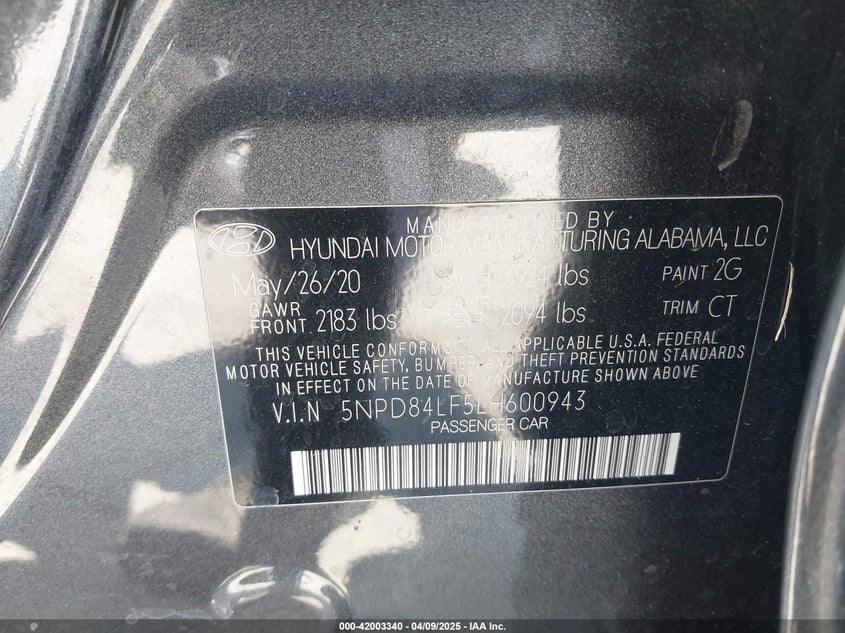 MANUFACTURED BY
HYUNDAI MOTOR MANUFACTURING ALABAMA, LLC
May/26/20 lbs PAINT 2G
GAWR
FRONT 2183 lbs REAR 2094 lbs TRIM CT
THIS VEHICLE CONFORMS TO ALL APPLICABLE U.S.A. FEDERAL
MOTOR VEHICLE SAFETY, BUMPER, AND THEFT PREVENTION STANDARDS
IN EFFECT ON THE DATE OF MANUFACTURE SHOWN ABOVE.
V.I.N 5NPD84LF5LH600943
PASSENGER CAR
000-42003340 - 04/09/2025 - IAA Inc.